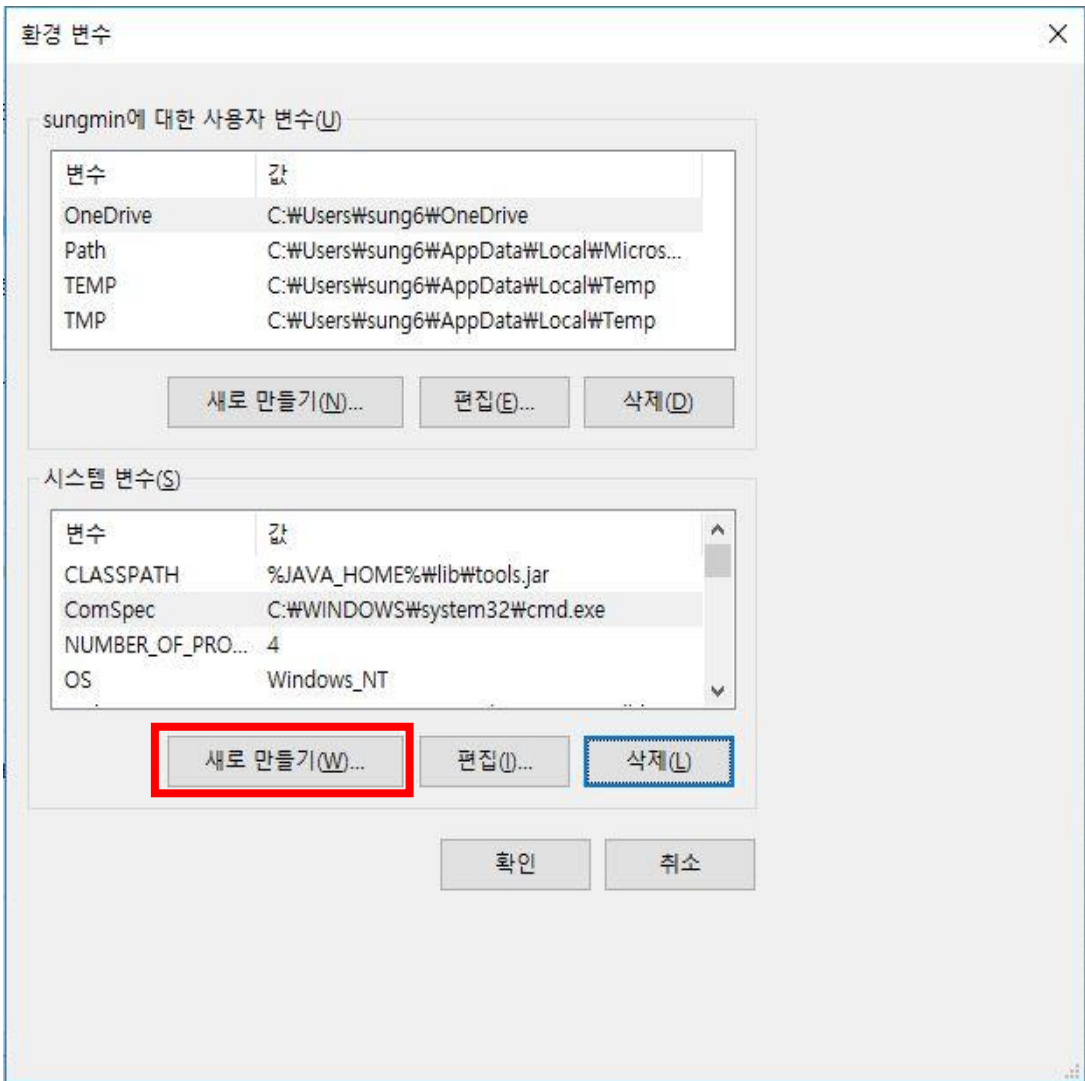 환경 변수
sungmin에 대한 사용자 변수(U)
변수 값
OneDrive C:₩Users₩sung6₩OneDrive
Path C:₩Users₩sung6₩AppData₩Local₩Micros...
TEMP C:₩Users₩sung6₩AppData₩Local₩Temp
TMP C:₩Users₩sung6₩AppData₩Local₩Temp
새로 만들기(N)... 편집(E)... 삭제(D)
시스템 변수(S)
변수 값
CLASSPATH %JAVA_HOME%₩lib₩tools.jar
ComSpec C:₩WINDOWS₩system32₩cmd.exe
NUMBER_OF_PRO... 4
OS Windows_NT
새로 만들기(W)... 편집(I)... 삭제(L)
확인 취소